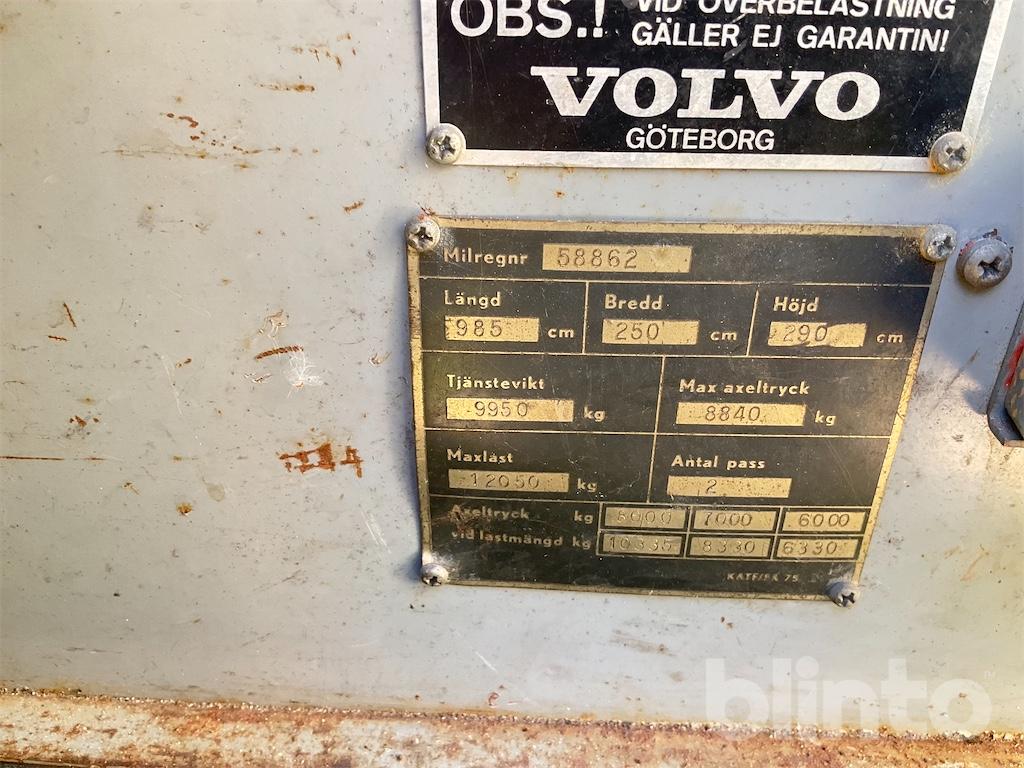 OBS.! VID ÖVERBELASTNING
GÄLLER EJ GARANTIN!
VOLVO
GÖTEBORG
Milregnr 58862
Längd Bredd Höjd
985 cm 250 cm 290 cm
Tjänstevikt Max axeltryck
9950 kg 8840 kg
Maxlast Antal pass
12050 kg 2
Axeltryck kg 8000 7000 6000
vid lastmängd kg 10335 8330 6330
75
blinto